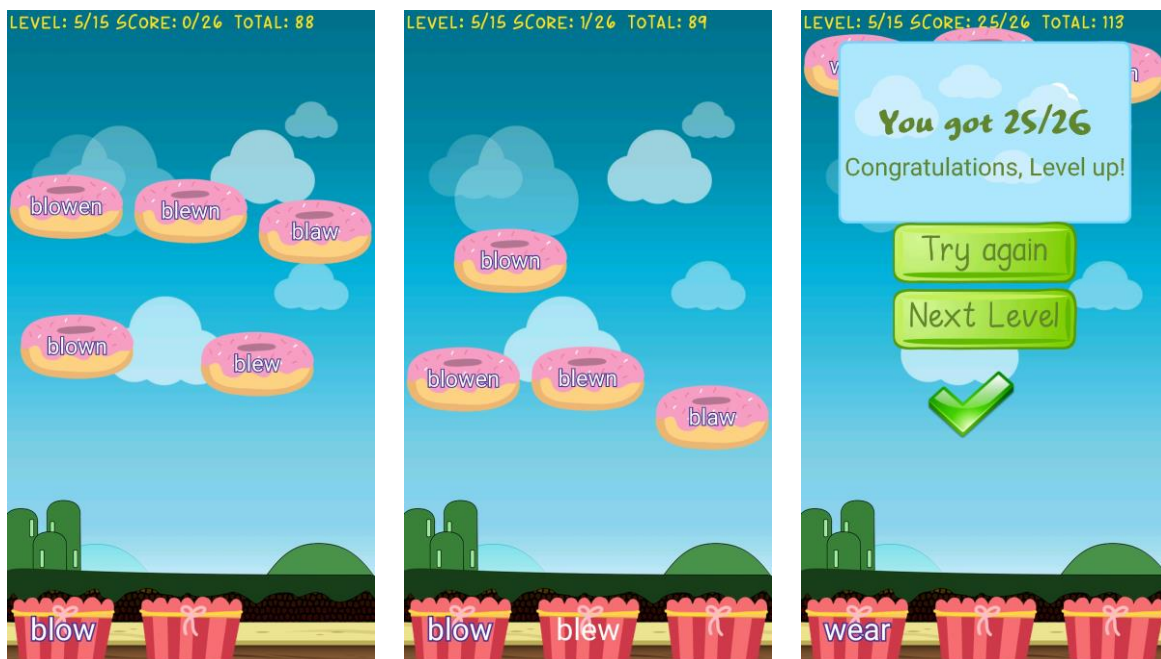 LEVEL: 5/15 SCORE: 0/26 TOTAL: 88
blowen
blewn
blaw
blown
blew
blow
LEVEL: 5/15 SCORE: 1/26 TOTAL: 89
blown
blowen
blewn
blaw
blow
blew
LEVEL: 5/15 SCORE: 25/26 TOTAL: 113
You got 25/26
Congratulations, Level up!
Try again
Next Level
wear